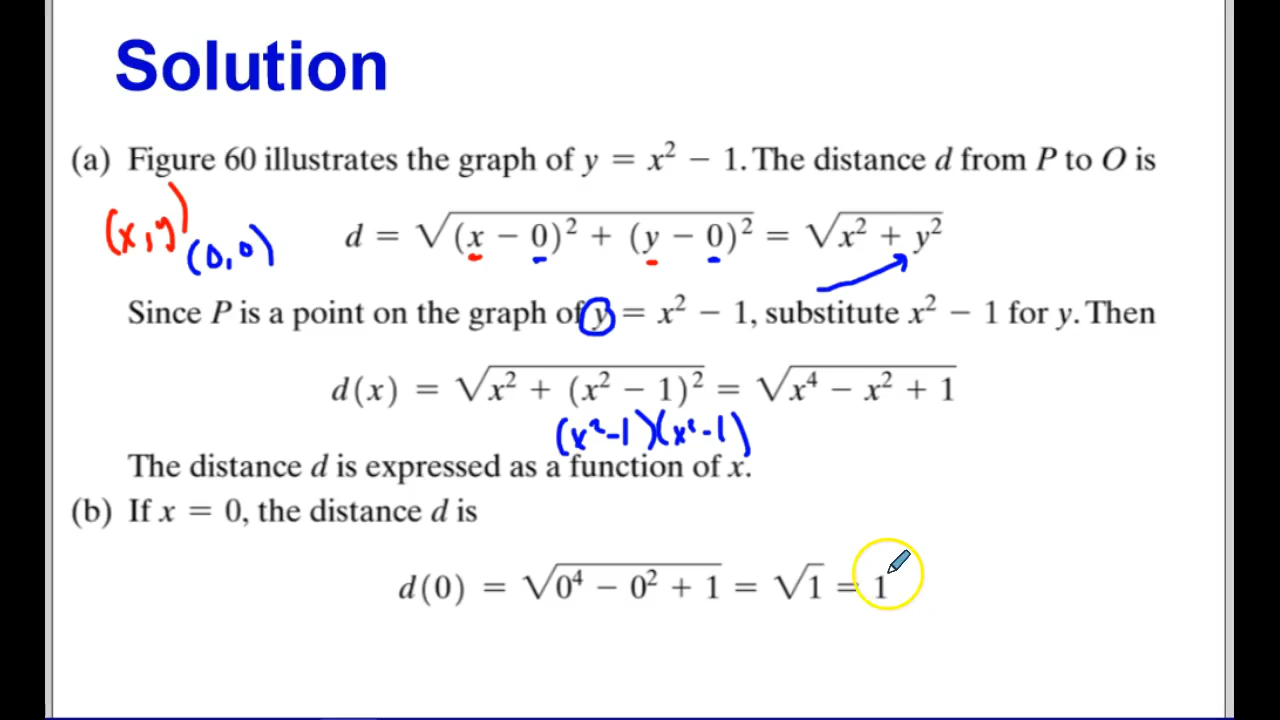 Solution
(a) Figure 60 illustrates the graph of y = x² − 1. The distance d from P to O is
(x,y)
(0,0)
d = √((x − 0)² + (y − 0)²) = √(x² + y²)
Since P is a point on the graph of y = x² − 1, substitute x² − 1 for y. Then
d(x) = √(x² + (x² − 1)²) = √(x⁴ − x² + 1)
(x²-1)(x²-1)
The distance d is expressed as a function of x.
(b) If x = 0, the distance d is
d(0) = √(0⁴ − 0² + 1) = √1 = 1